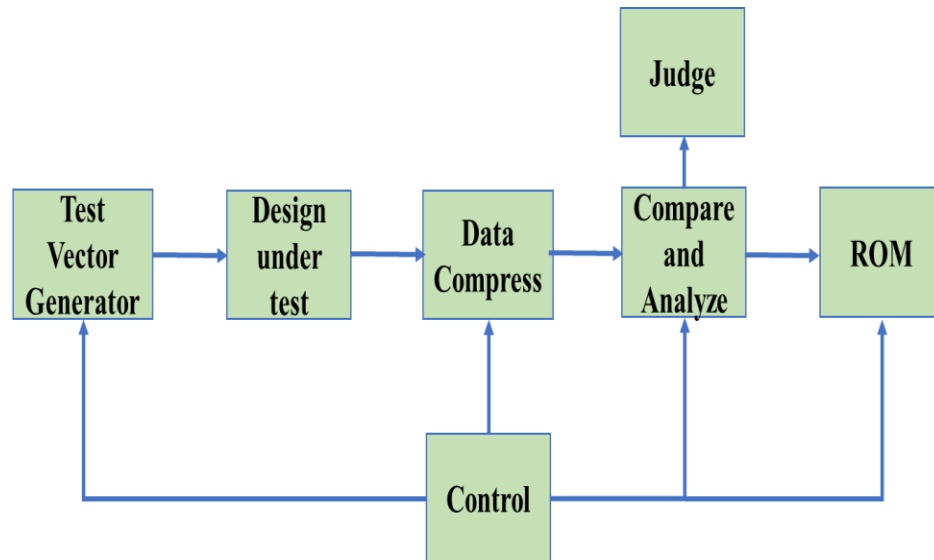 Judge
Test
Vector
Generator
Design
under
test
Data
Compress
Compare
and
Analyze
ROM
Control